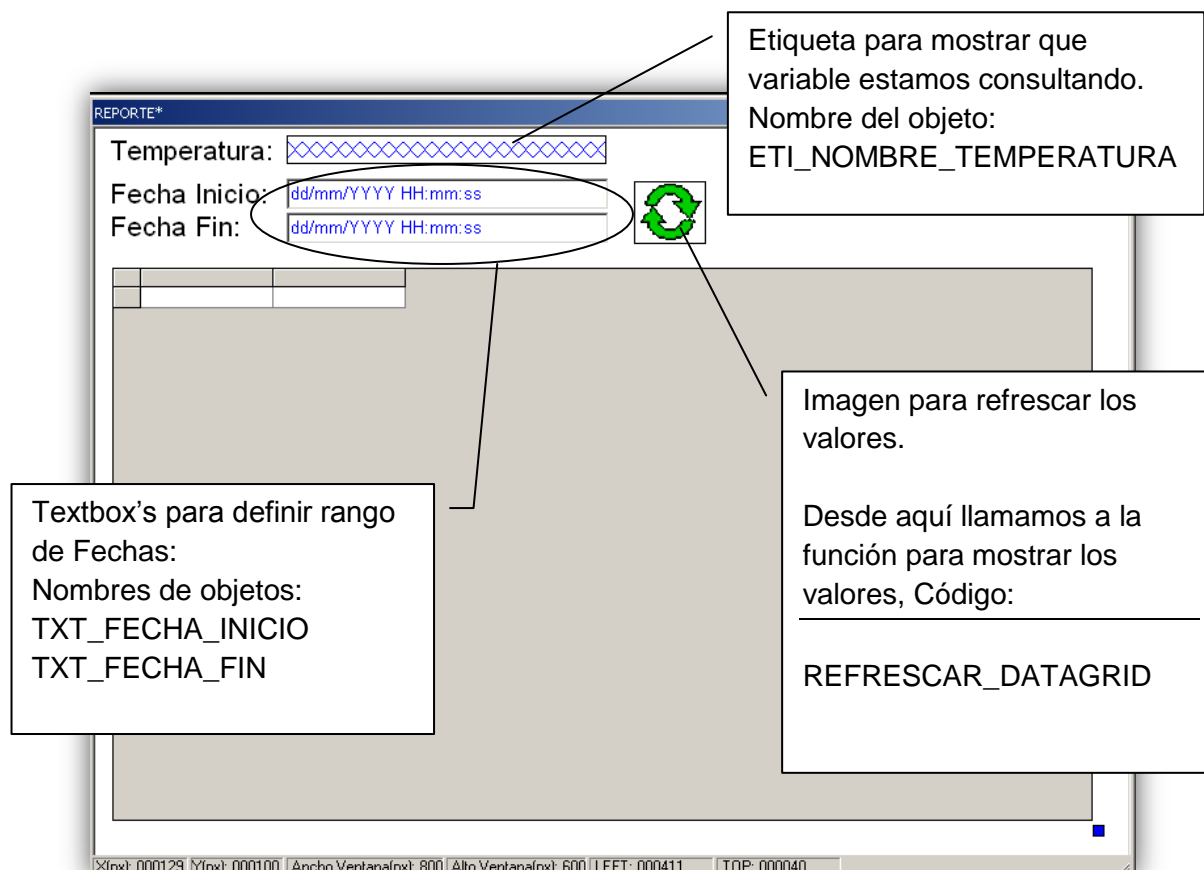 Etiqueta para mostrar que
variable estamos consultando.
Nombre del objeto:
ETI_NOMBRE_TEMPERATURA
REPORTE*
Temperatura: XXXXXXXXXXXXXXXXXXXXXX
Fecha Inicio: dd/mm/YYYY HH:mm:ss
Fecha Fin: dd/mm/YYYY HH:mm:ss
Imagen para refrescar los
valores.
Desde aquí llamamos a la
función para mostrar los
valores, Código:
REFRESCAR_DATAGRID
Textbox’s para definir rango
de Fechas:
Nombres de objetos:
TXT_FECHA_INICIO
TXT_FECHA_FIN
X(px): 000129 Y(px): 000100 Ancho Ventana(px): 800 Alto Ventana(px): 600 LEFT: 000411 TOP: 000040